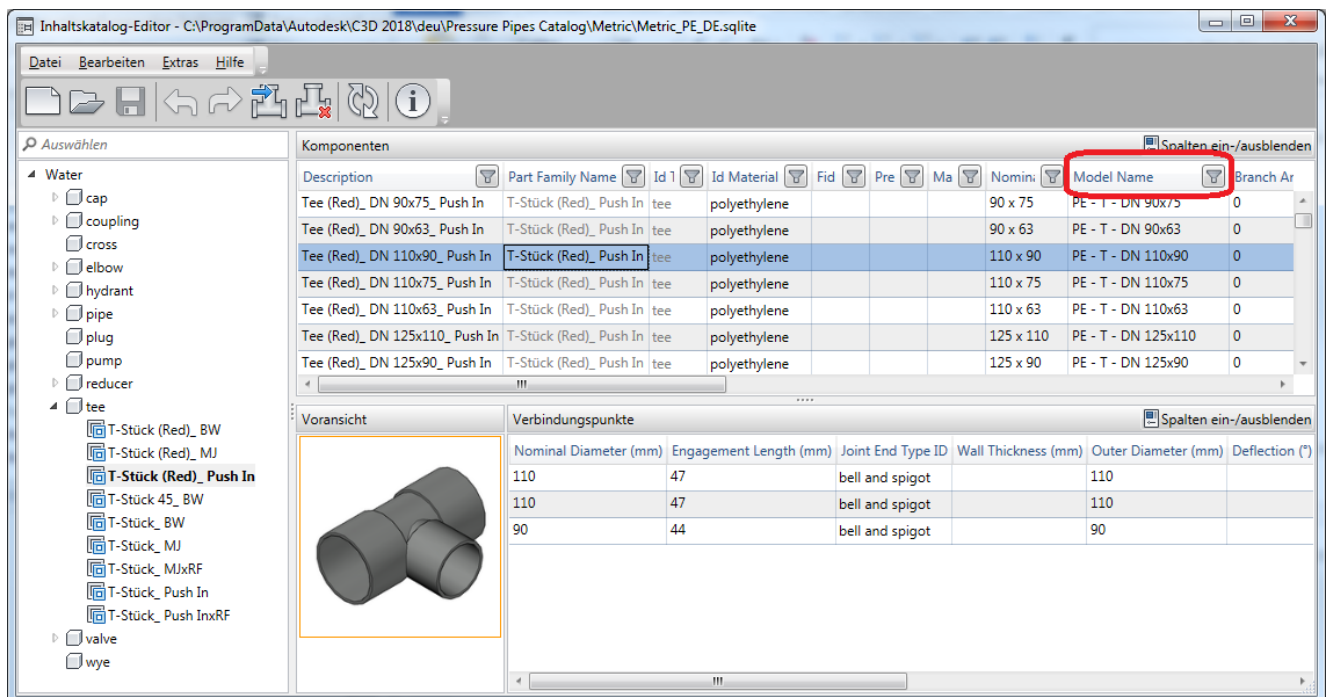 Inhaltskatalog-Editor - C:\ProgramData\Autodesk\C3D 2018\deu\Pressure Pipes Catalog\Metric\Metric_PE_DE.sqlite
Datei Bearbeiten Extras Hilfe
Auswählen
Water
cap
coupling
cross
elbow
hydrant
pipe
plug
pump
reducer
tee
T-Stück (Red)_ BW
T-Stück (Red)_ MJ
T-Stück (Red)_ Push In
T-Stück 45_ BW
T-Stück_ BW
T-Stück_ MJ
T-Stück_ MJxRF
T-Stück_ Push In
T-Stück_ Push InxRF
valve
wye
Komponenten Spalten ein-/ausblenden
Description Part Family Name Id T Id Material Fid Pre Ma Nomina Model Name Branch Ar
Tee (Red)_ DN 90x75_ Push In T-Stück (Red)_ Push In tee polyethylene 90 x 75 PE - T - DN 90x75 0
Tee (Red)_ DN 90x63_ Push In T-Stück (Red)_ Push In tee polyethylene 90 x 63 PE - T - DN 90x63 0
Tee (Red)_ DN 110x90_ Push In T-Stück (Red)_ Push In tee polyethylene 110 x 90 PE - T - DN 110x90 0
Tee (Red)_ DN 110x75_ Push In T-Stück (Red)_ Push In tee polyethylene 110 x 75 PE - T - DN 110x75 0
Tee (Red)_ DN 110x63_ Push In T-Stück (Red)_ Push In tee polyethylene 110 x 63 PE - T - DN 110x63 0
Tee (Red)_ DN 125x110_ Push In T-Stück (Red)_ Push In tee polyethylene 125 x 110 PE - T - DN 125x110 0
Tee (Red)_ DN 125x90_ Push In T-Stück (Red)_ Push In tee polyethylene 125 x 90 PE - T - DN 125x90 0
Voransicht
Verbindungspunkte Spalten ein-/ausblenden
Nominal Diameter (mm) Engagement Length (mm) Joint End Type ID Wall Thickness (mm) Outer Diameter (mm) Deflection (°)
110 47 bell and spigot 110
110 47 bell and spigot 110
90 44 bell and spigot 90